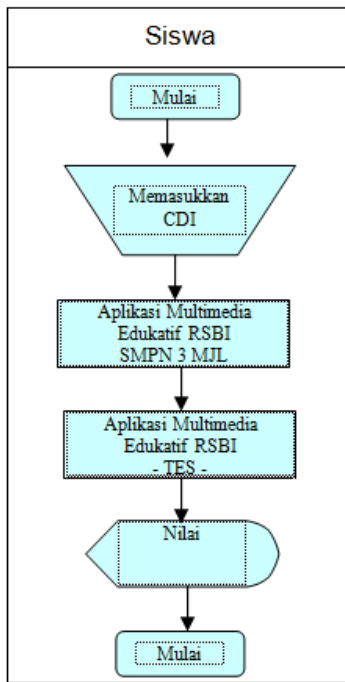 Siswa
Mulai
Memasukkan
CDI
Aplikasi Multimedia
Edukatif RSBI
SMPN 3 MJL
Aplikasi Multimedia
Edukatif RSBI
- TES -
Nilai
Mulai